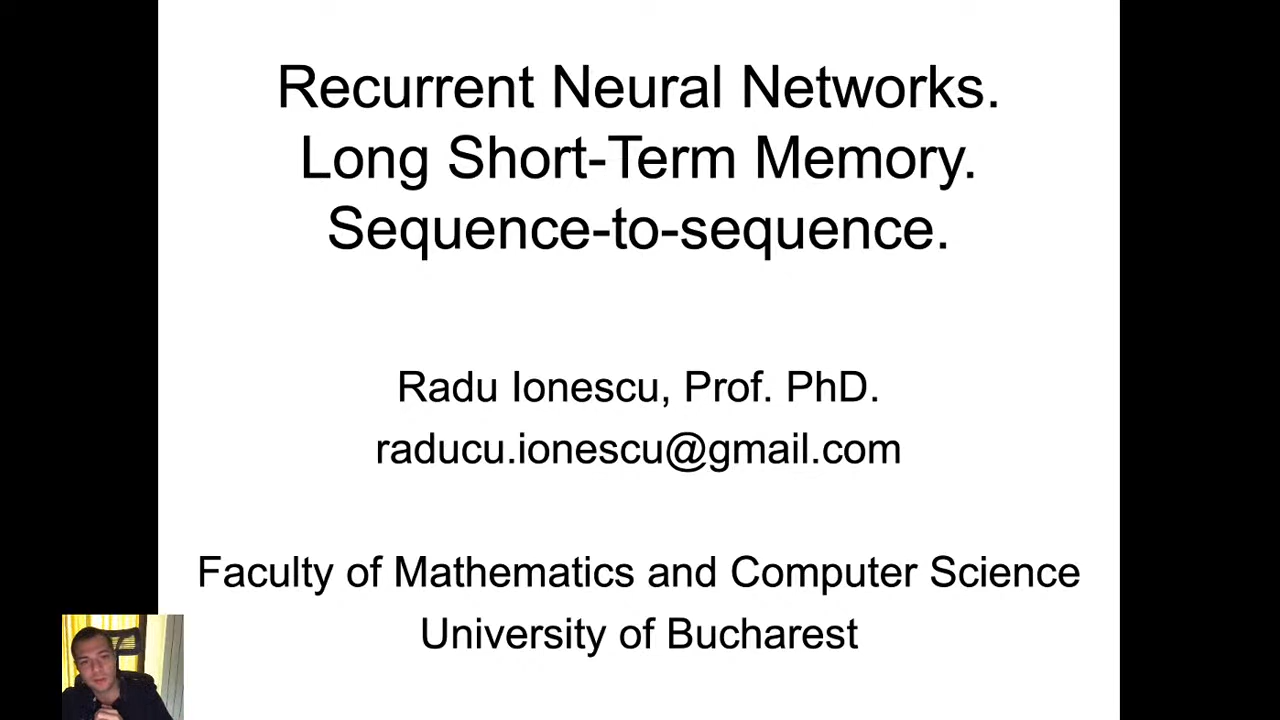 Recurrent Neural Networks.
Long Short-Term Memory.
Sequence-to-sequence.
Radu Ionescu, Prof. PhD.
raducu.ionescu@gmail.com
Faculty of Mathematics and Computer Science
University of Bucharest